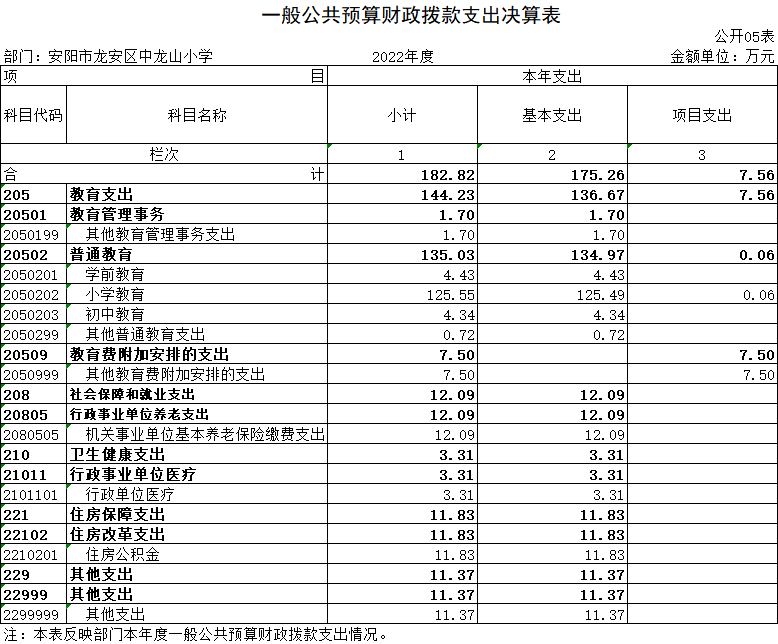 一般公共预算财政拨款支出决算表
公开05表
部门：安阳市龙安区中龙山小学 2022年度 金额单位：万元
项 目 本年支出
科目代码 科目名称 小计 基本支出 项目支出
栏次 1 2 3
合 计 182.82 175.26 7.56
205 教育支出 144.23 136.67 7.56
20501 教育管理事务 1.70 1.70
2050199 其他教育管理事务支出 1.70 1.70
20502 普通教育 135.03 134.97 0.06
2050201 学前教育 4.43 4.43
2050202 小学教育 125.55 125.49 0.06
2050203 初中教育 4.34 4.34
2050299 其他普通教育支出 0.72 0.72
20509 教育费附加安排的支出 7.50 7.50
2050999 其他教育费附加安排的支出 7.50 7.50
208 社会保障和就业支出 12.09 12.09
20805 行政事业单位养老支出 12.09 12.09
2080505 机关事业单位基本养老保险缴费支出 12.09 12.09
210 卫生健康支出 3.31 3.31
21011 行政事业单位医疗 3.31 3.31
2101101 行政单位医疗 3.31 3.31
221 住房保障支出 11.83 11.83
22102 住房改革支出 11.83 11.83
2210201 住房公积金 11.83 11.83
229 其他支出 11.37 11.37
22999 其他支出 11.37 11.37
2299999 其他支出 11.37 11.37
注：本表反映部门本年度一般公共预算财政拨款支出情况。